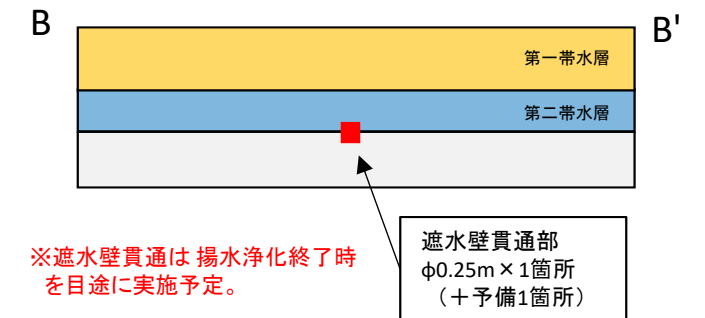 B
B'
第一帯水層
第二帯水層
※遮水壁貫通は 揚水浄化終了時
を目途に実施予定。
遮水壁貫通部
φ0.25m×1箇所
（＋予備1箇所）